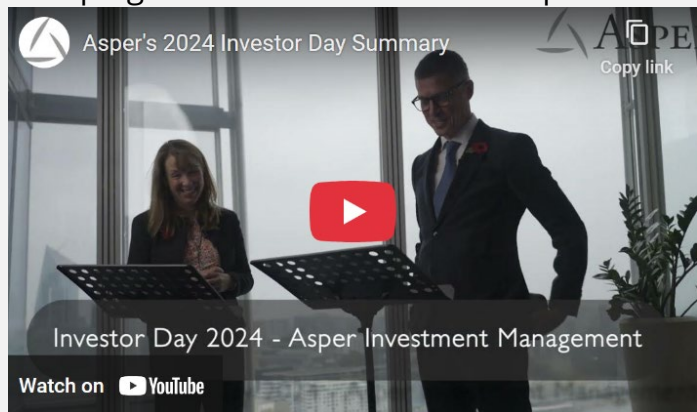 Asper's 2024 Investor Day Summary
Copy link
Investor Day 2024 - Asper Investment Management
Watch on YouTube